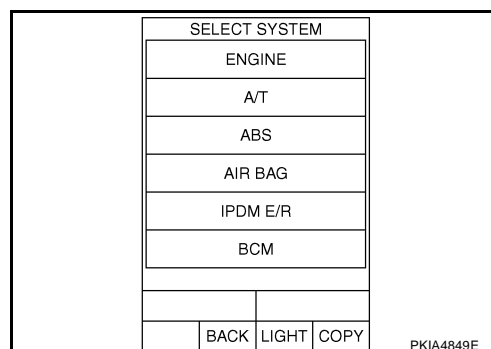 SELECT SYSTEM
ENGINE
A/T
ABS
AIR BAG
IPDM E/R
BCM
BACK LIGHT COPY
PKIA4849E